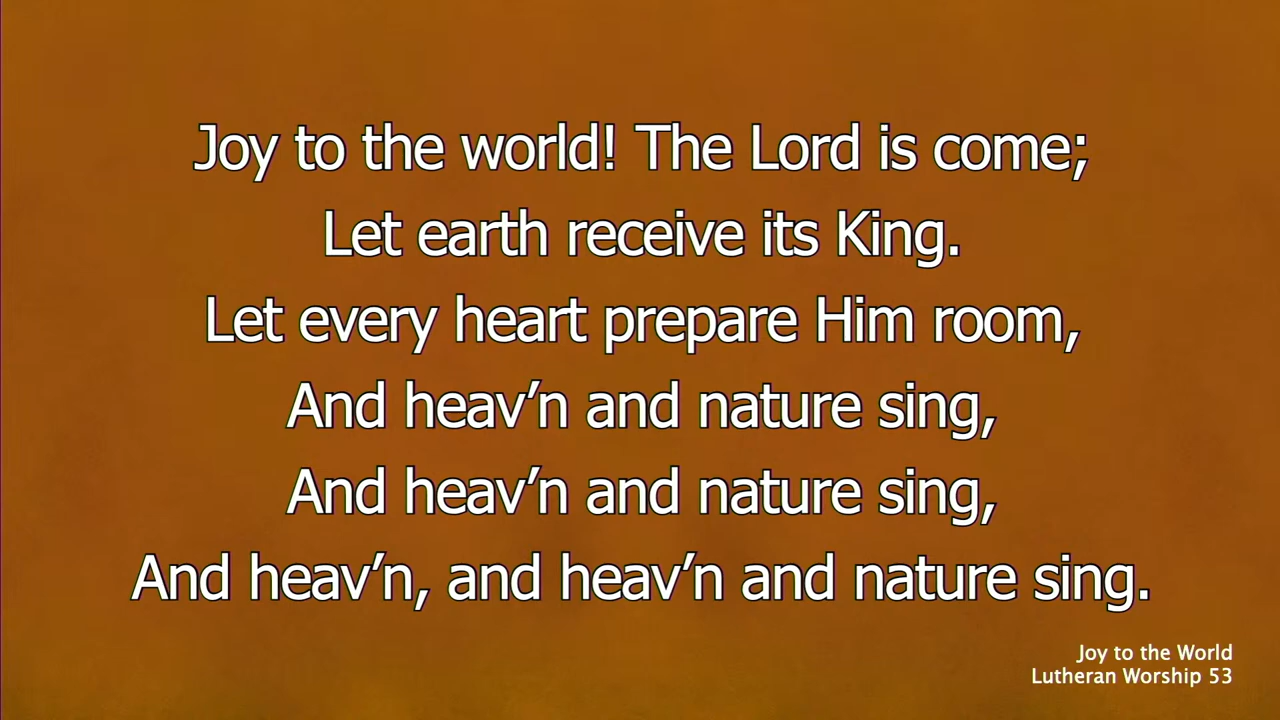 Joy to the world! The Lord is come;
Let earth receive its King.
Let every heart prepare Him room,
And heav’n and nature sing,
And heav’n and nature sing,
And heav’n, and heav’n and nature sing.
Joy to the World
Lutheran Worship 53